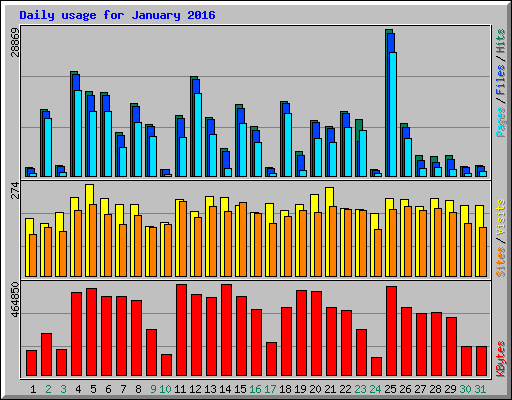 Daily usage for January 2016
28869
274
464850
Pages / Files / Hits
Sites / Visits
KBytes
1 2 3 4 5 6 7 8 9 10 11 12 13 14 15 16 17 18 19 20 21 22 23 24 25 26 27 28 29 30 31